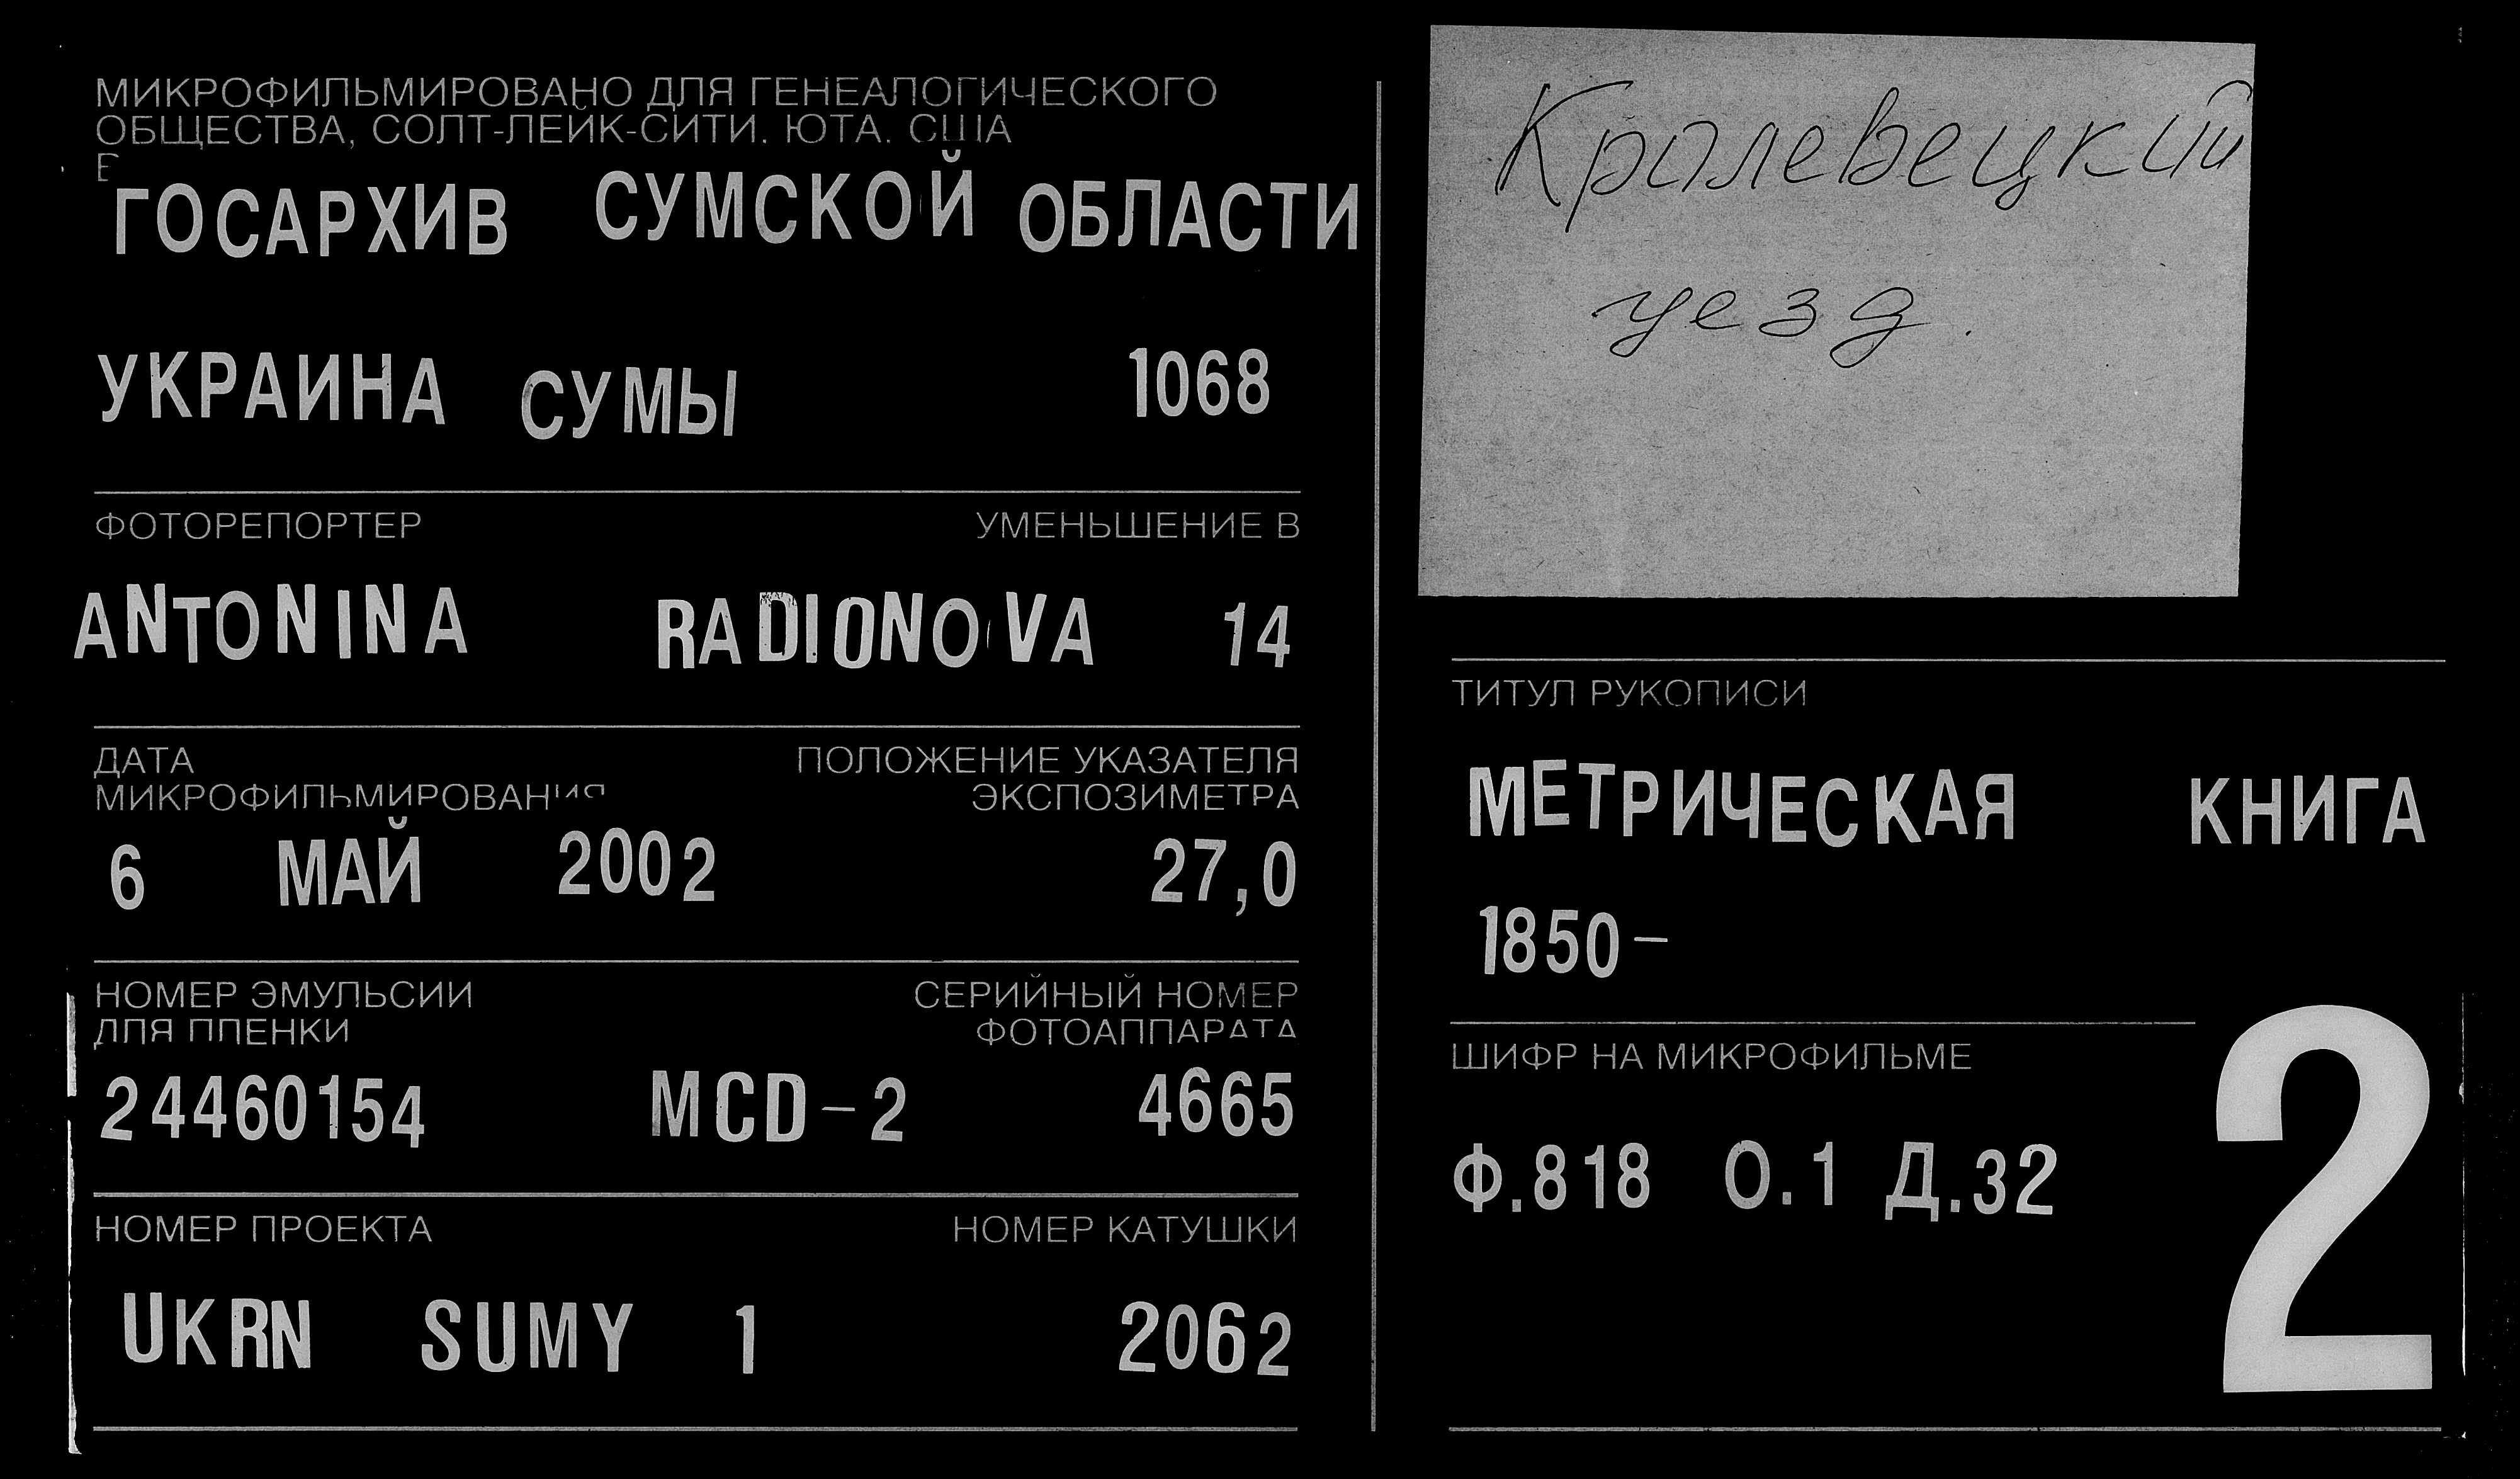 МИКРОФИЛЬМИРОВАНО ДЛЯ ГЕНЕАЛОГИЧЕСКОГО
ОБЩЕСТВА, СОЛТ-ЛЕЙК-СИТИ. ЮТА. США
В
ГОСАРХИВ СУМСКОЙ ОБЛАСТИ
УКРАИНА СУМЫ 1068
ФОТОРЕПОРТЕР УМЕНЬШЕНИЕ В
ANTONINA RADIONOVA 14
ДАТА
МИКРОФИЛЬМИРОВАНИЯ
ПОЛОЖЕНИЕ УКАЗАТЕЛЯ
ЭКСПОЗИМЕТРА
6 МАЙ 2002 27,0
НОМЕР ЭМУЛЬСИИ
ДЛЯ ПЛЕНКИ
СЕРИЙНЫЙ НОМЕР
ФОТОАППАРАТА
24460154 MCD-2 4665
НОМЕР ПРОЕКТА НОМЕР КАТУШКИ
UKRN SUMY 1 2062
Кролевецкий
уезд.
ТИТУЛ РУКОПИСИ
МЕТРИЧЕСКАЯ КНИГА
1850-
ШИФР НА МИКРОФИЛЬМЕ
Ф.818 О.1 Д.32
2